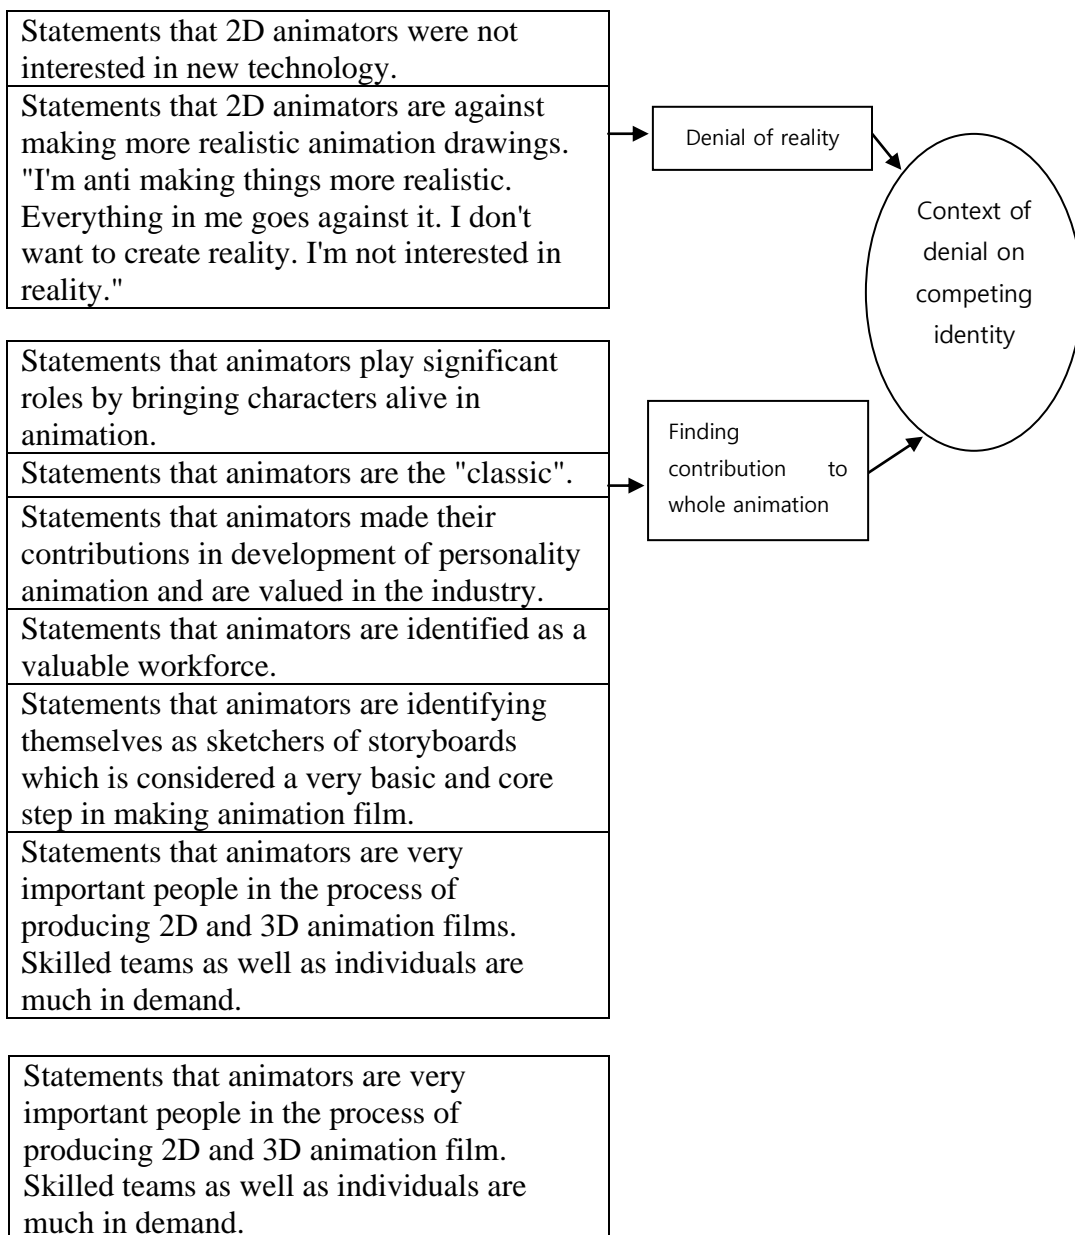 Statements that 2D animators were not
interested in new technology.
Statements that 2D animators are against
making more realistic animation drawings.
"I'm anti making things more realistic.
Everything in me goes against it. I don't
want to create reality. I'm not interested in
reality."
Denial of reality
Context of
denial on
competing
identity
Statements that animators play significant
roles by bringing characters alive in
animation.
Statements that animators are the "classic".
Statements that animators made their
contributions in development of personality
animation and are valued in the industry.
Statements that animators are identified as a
valuable workforce.
Statements that animators are identifying
themselves as sketchers of storyboards
which is considered a very basic and core
step in making animation film.
Statements that animators are very
important people in the process of
producing 2D and 3D animation films.
Skilled teams as well as individuals are
much in demand.
Finding
contribution to
whole animation
Statements that animators are very
important people in the process of
producing 2D and 3D animation film.
Skilled teams as well as individuals are
much in demand.